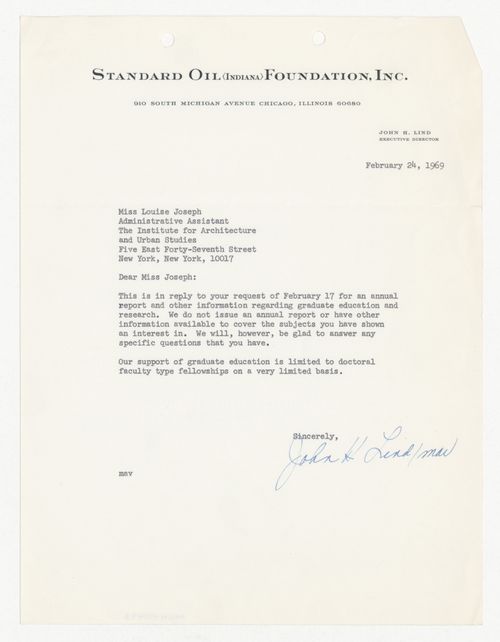 STANDARD OIL (INDIANA) FOUNDATION, INC.
910 SOUTH MICHIGAN AVENUE CHICAGO, ILLINOIS 60680
JOHN H. LIND
EXECUTIVE DIRECTOR
February 24, 1969
Miss Louise Joseph
Administrative Assistant
The Institute for Architecture
and Urban Studies
Five East Forty-Seventh Street
New York, New York, 10017
Dear Miss Joseph:
This is in reply to your request of February 17 for an annual
report and other information regarding graduate education and
research. We do not issue an annual report or have other
information available to cover the subjects you have shown
an interest in. We will, however, be glad to answer any
specific questions that you have.
Our support of graduate education is limited to doctoral
faculty type fellowships on a very limited basis.
Sincerely,
John H Lind/mav
mav